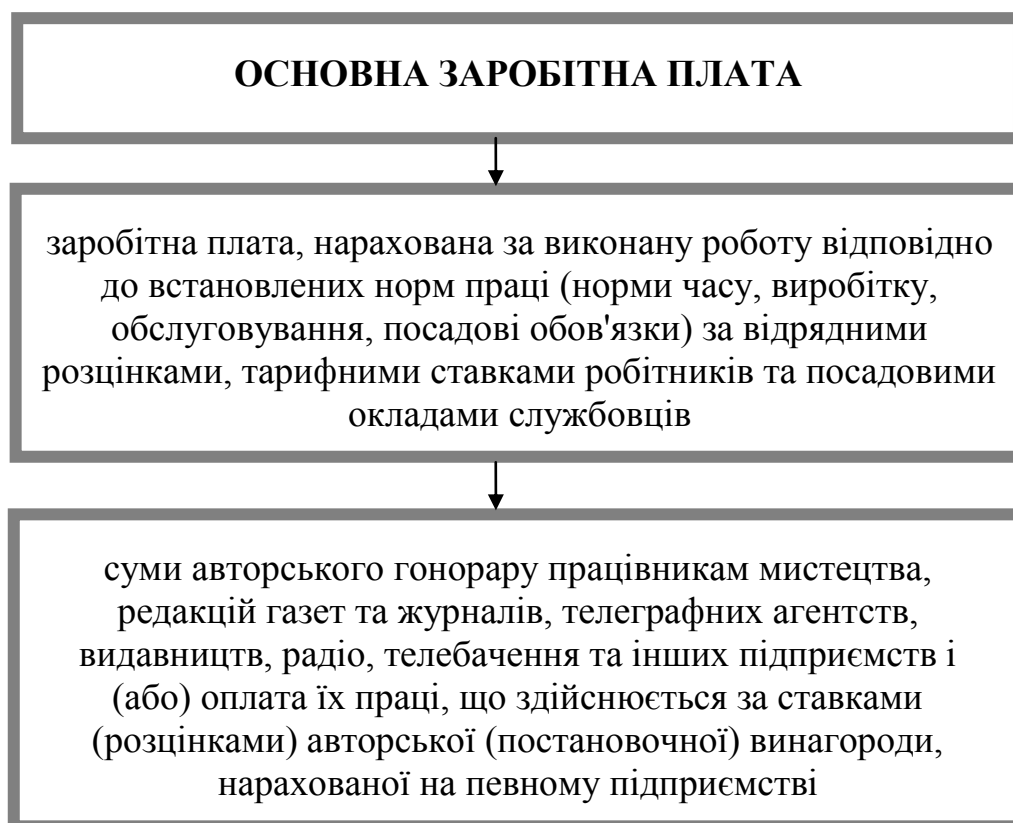 ОСНОВНА ЗАРОБІТНА ПЛАТА
заробітна плата, нарахована за виконану роботу відповідно
до встановлених норм праці (норми часу, виробітку,
обслуговування, посадові обов'язки) за відрядними
розцінками, тарифними ставками робітників та посадовими
окладами службовців
суми авторського гонорару працівникам мистецтва,
редакцій газет та журналів, телеграфних агентств,
видавництв, радіо, телебачення та інших підприємств і
(або) оплата їх праці, що здійснюється за ставками
(розцінками) авторської (постановочної) винагороди,
нарахованої на певному підприємстві